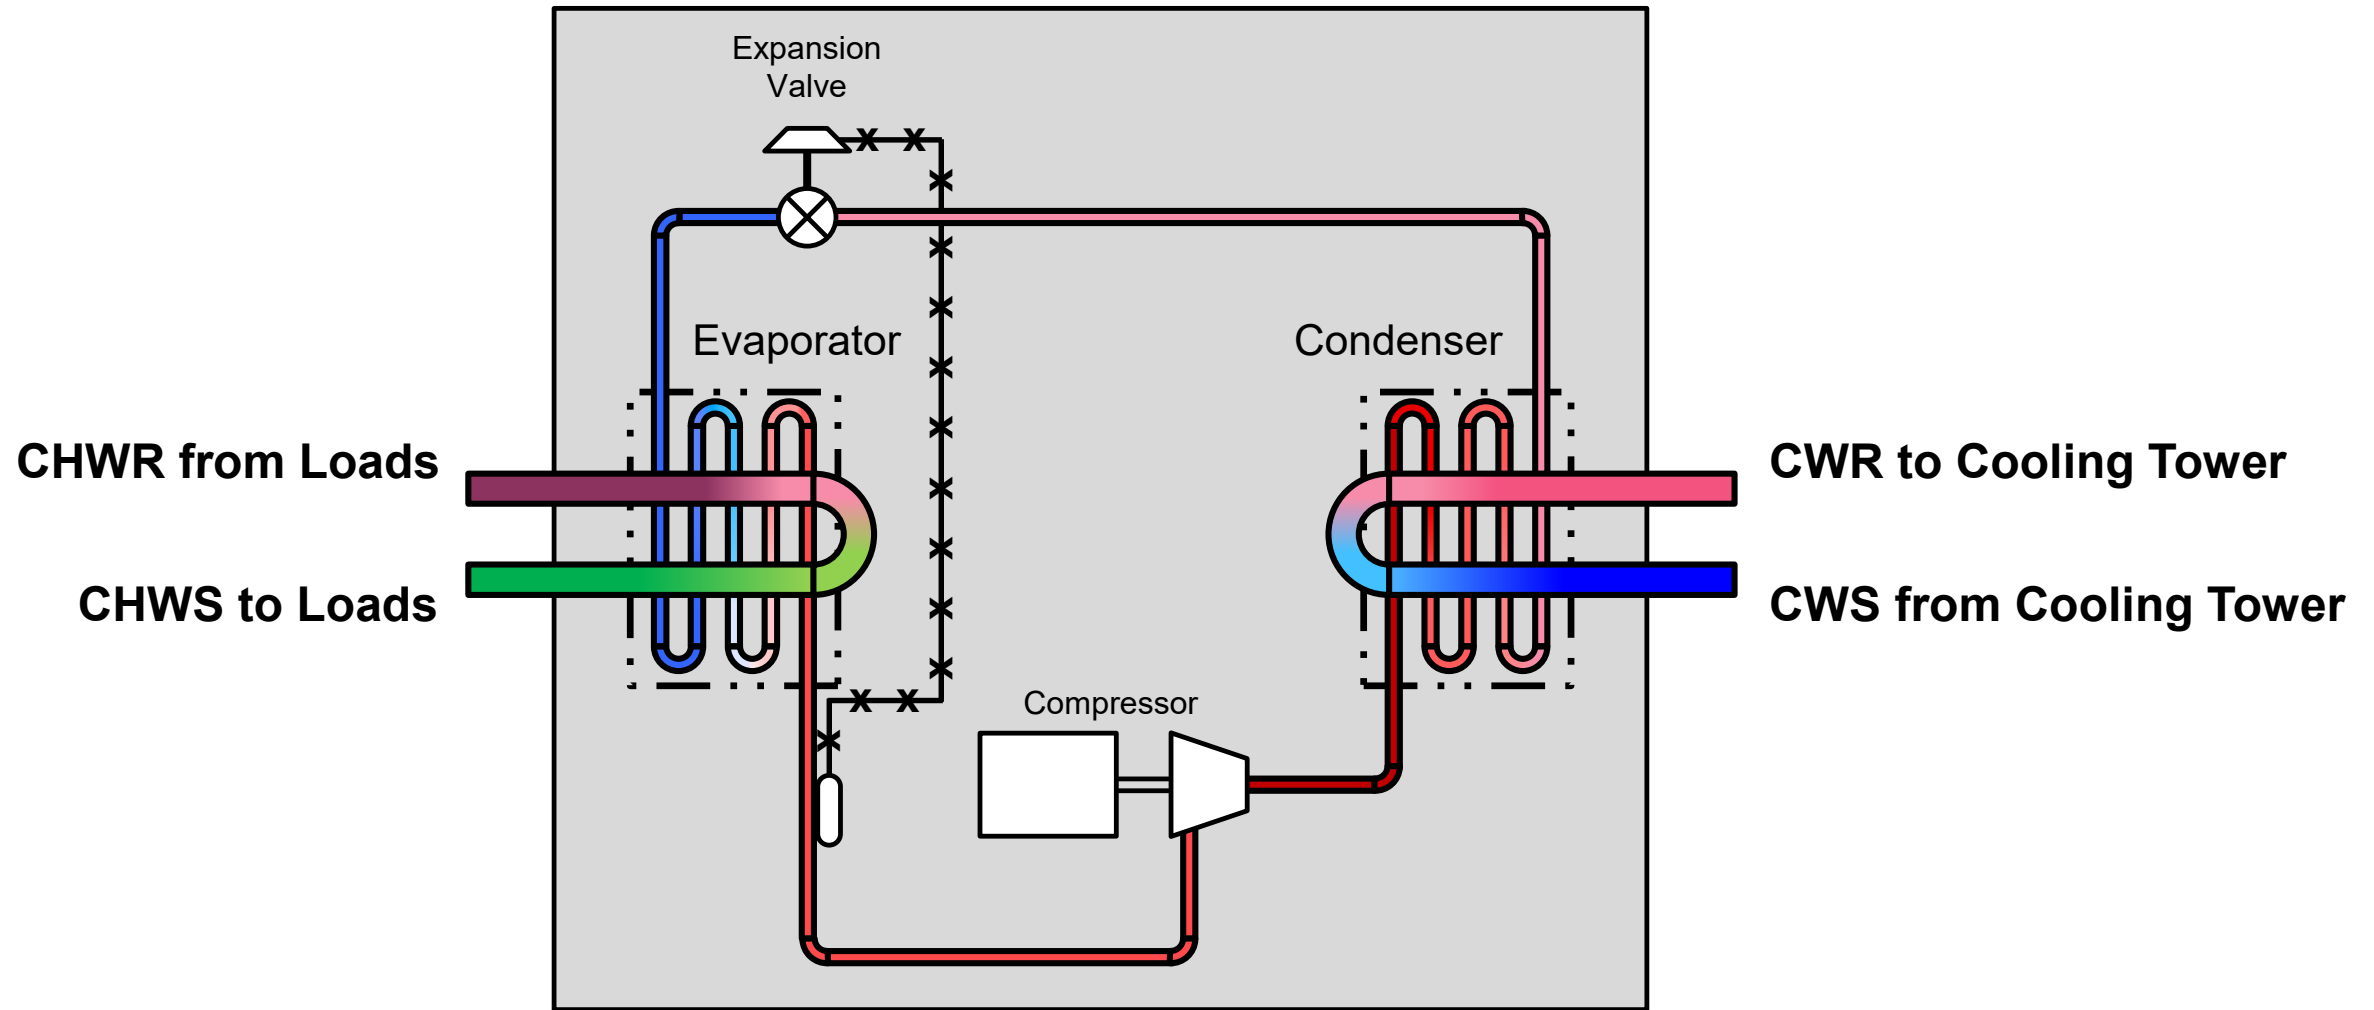 Expansion
Valve
Evaporator
Condenser
CHWR from Loads
CWR to Cooling Tower
CHWS to Loads
CWS from Cooling Tower
Compressor